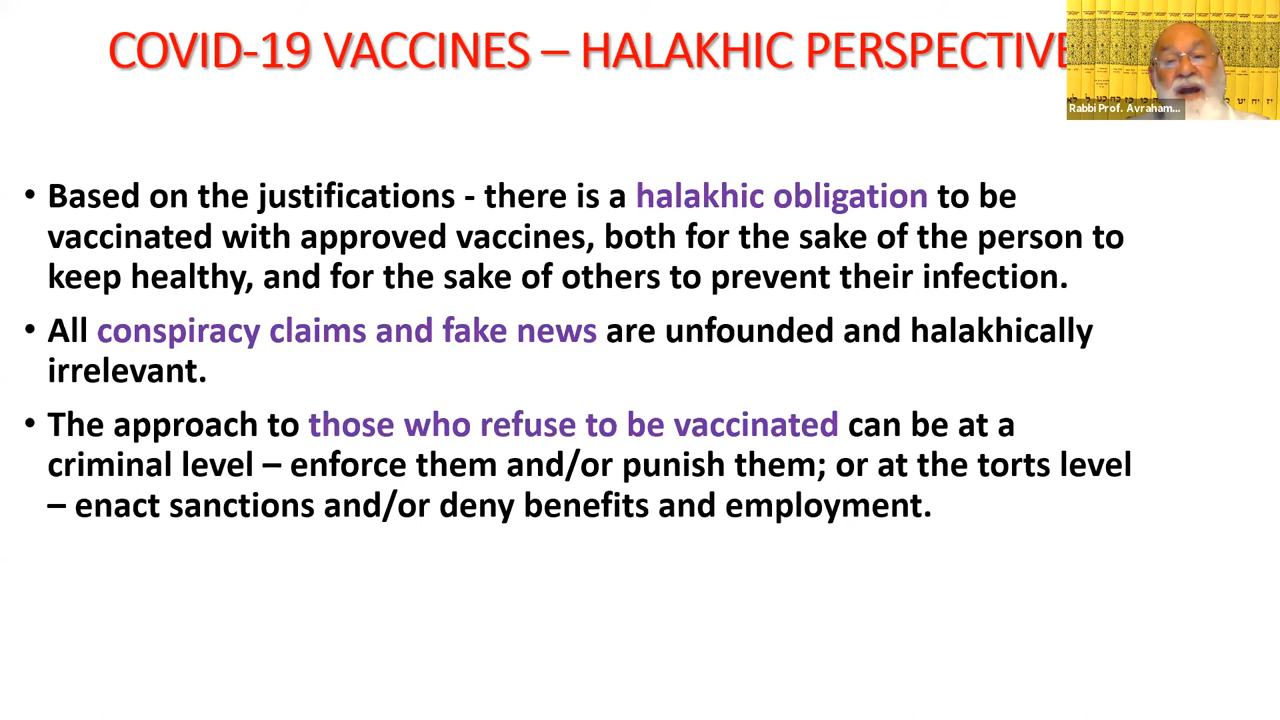 COVID-19 VACCINES – HALAKHIC PERSPECTIVE
Rabbi Prof. Avraham...
• Based on the justifications - there is a halakhic obligation to be
vaccinated with approved vaccines, both for the sake of the person to
keep healthy, and for the sake of others to prevent their infection.
• All conspiracy claims and fake news are unfounded and halakhically
irrelevant.
• The approach to those who refuse to be vaccinated can be at a
criminal level – enforce them and/or punish them; or at the torts level
– enact sanctions and/or deny benefits and employment.